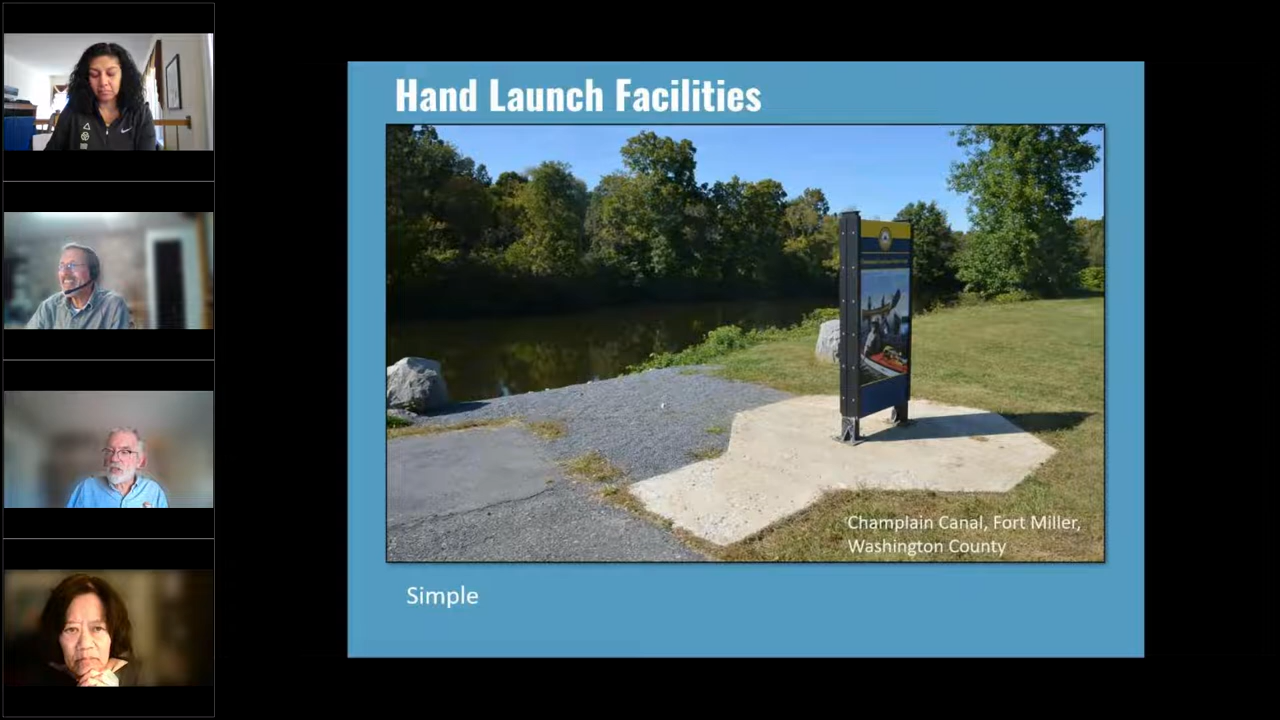 Hand Launch Facilities
Champlain Canal, Fort Miller,
Washington County
Simple